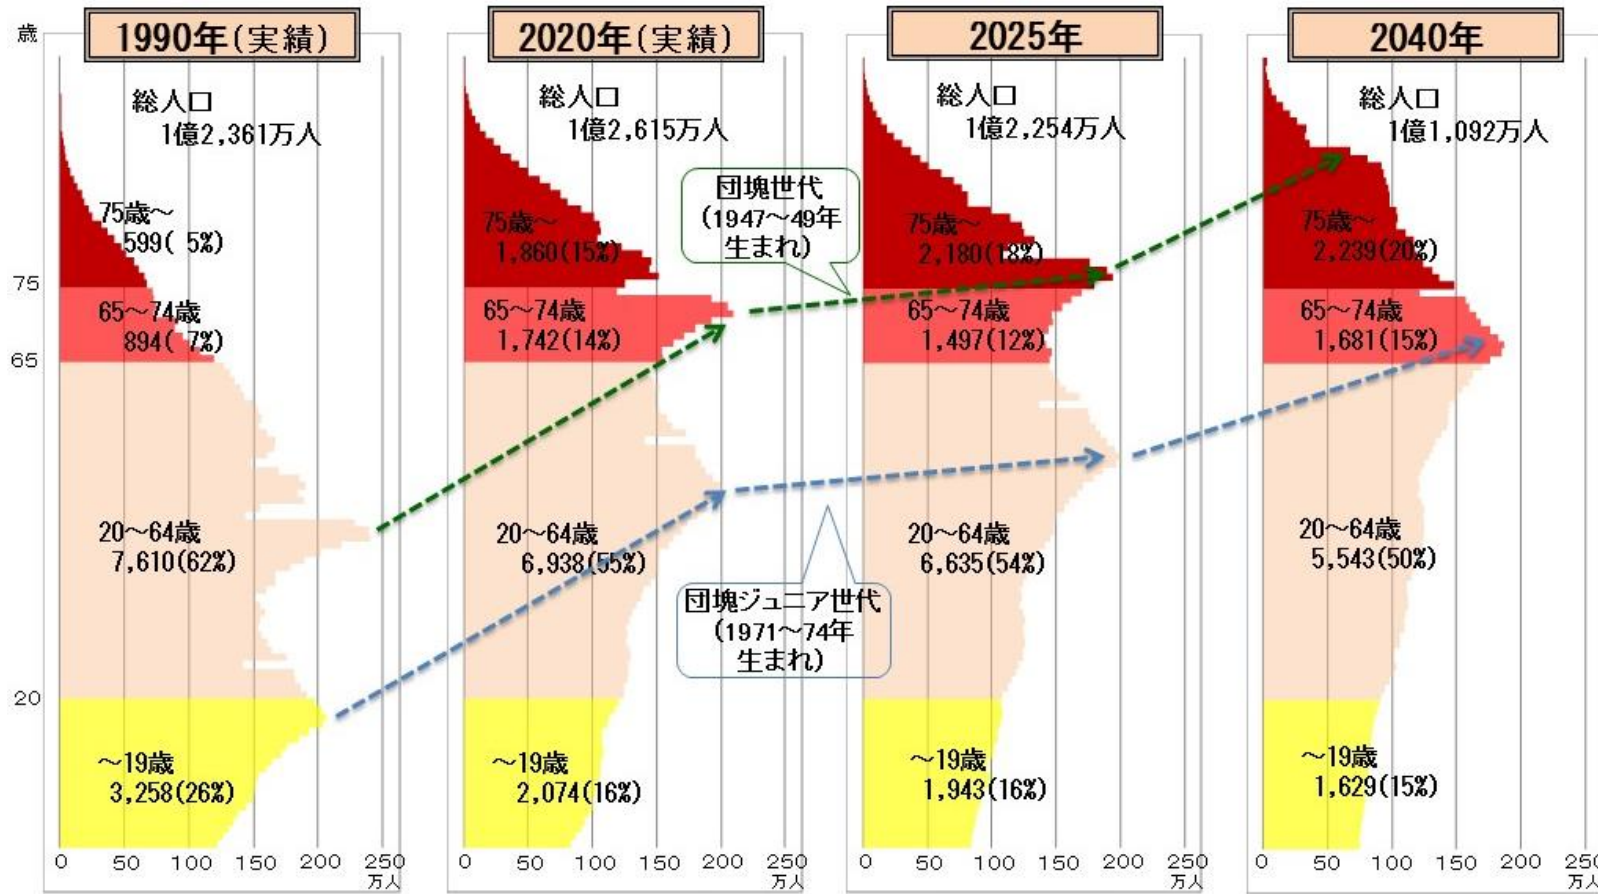 歳
1990年(実績)
総人口
1億2,361万人
75歳～
599( 5%)
65～74歳
894( 7%)
20～64歳
7,610(62%)
～19歳
3,258(26%)
75
65
20
0 50 100 150 200 250
万人
2020年(実績)
総人口
1億2,615万人
75歳～
1,860(15%)
65～74歳
1,742(14%)
20～64歳
6,938(55%)
～19歳
2,074(16%)
0 50 100 150 200 250
万人
団塊世代
(1947～49年
生まれ)
団塊ジュニア世代
(1971～74年
生まれ)
2025年
総人口
1億2,254万人
75歳～
2,180(18%)
65～74歳
1,497(12%)
20～64歳
6,635(54%)
～19歳
1,943(16%)
0 50 100 150 200 250
万人
2040年
総人口
1億1,092万人
75歳～
2,239(20%)
65～74歳
1,681(15%)
20～64歳
5,543(50%)
～19歳
1,629(15%)
0 50 100 150 200 250
万人